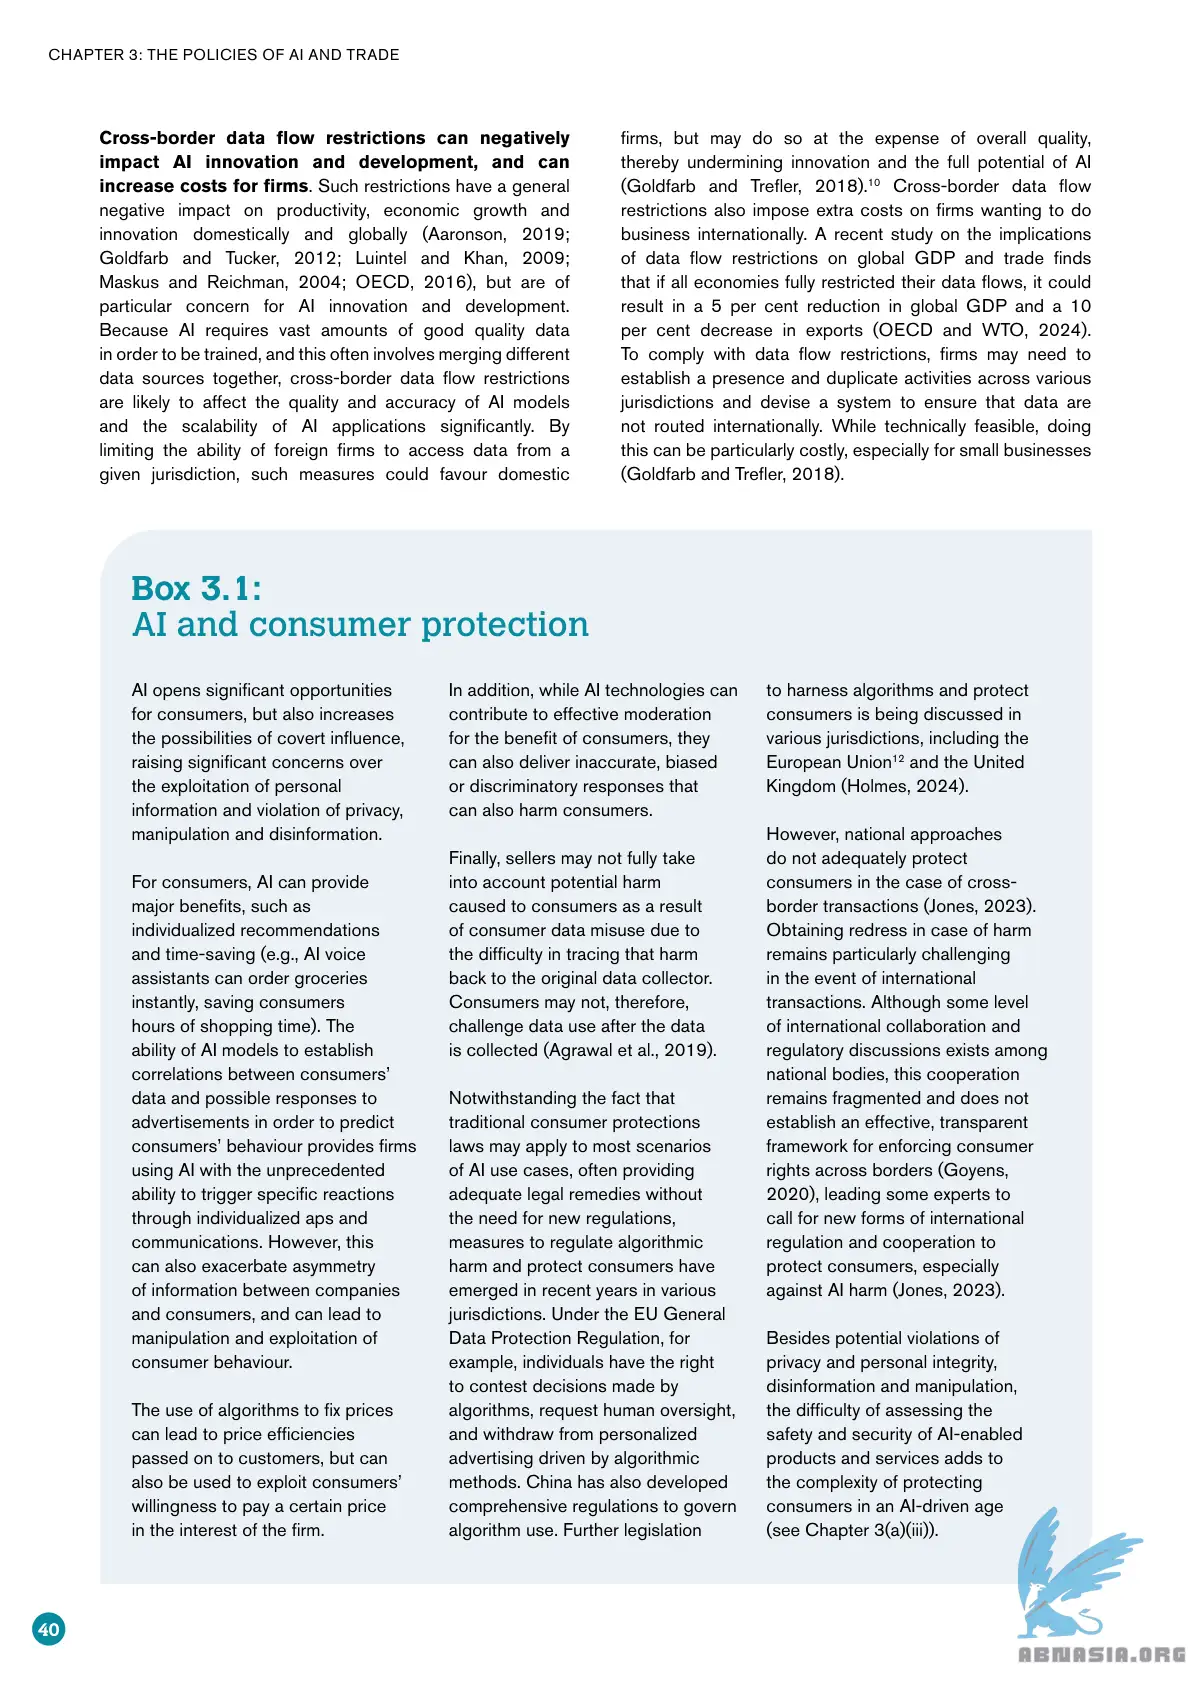 CHAPTER 3: THE POLICIES OF AI AND TRADE
Cross-border data flow restrictions can negatively
impact AI innovation and development, and can
increase costs for firms. Such restrictions have a general
negative impact on productivity, economic growth and
innovation domestically and globally (Aaronson, 2019;
Goldfarb and Tucker, 2012; Luintel and Khan, 2009;
Maskus and Reichman, 2004; OECD, 2016), but are of
particular concern for AI innovation and development.
Because AI requires vast amounts of good quality data
in order to be trained, and this often involves merging different
data sources together, cross-border data flow restrictions
are likely to affect the quality and accuracy of AI models
and the scalability of AI applications significantly. By
limiting the ability of foreign firms to access data from a
given jurisdiction, such measures could favour domestic
firms, but may do so at the expense of overall quality,
thereby undermining innovation and the full potential of AI
(Goldfarb and Trefler, 2018).10 Cross-border data flow
restrictions also impose extra costs on firms wanting to do
business internationally. A recent study on the implications
of data flow restrictions on global GDP and trade finds
that if all economies fully restricted their data flows, it could
result in a 5 per cent reduction in global GDP and a 10
per cent decrease in exports (OECD and WTO, 2024).
To comply with data flow restrictions, firms may need to
establish a presence and duplicate activities across various
jurisdictions and devise a system to ensure that data are
not routed internationally. While technically feasible, doing
this can be particularly costly, especially for small businesses
(Goldfarb and Trefler, 2018).
Box 3.1:
AI and consumer protection
AI opens significant opportunities
for consumers, but also increases
the possibilities of covert influence,
raising significant concerns over
the exploitation of personal
information and violation of privacy,
manipulation and disinformation.
For consumers, AI can provide
major benefits, such as
individualized recommendations
and time-saving (e.g., AI voice
assistants can order groceries
instantly, saving consumers
hours of shopping time). The
ability of AI models to establish
correlations between consumers'
data and possible responses to
advertisements in order to predict
consumers' behaviour provides firms
using AI with the unprecedented
ability to trigger specific reactions
through individualized aps and
communications. However, this
can also exacerbate asymmetry
of information between companies
and consumers, and can lead to
manipulation and exploitation of
consumer behaviour.
The use of algorithms to fix prices
can lead to price efficiencies
passed on to customers, but can
also be used to exploit consumers'
willingness to pay a certain price
in the interest of the firm.
In addition, while AI technologies can
contribute to effective moderation
for the benefit of consumers, they
can also deliver inaccurate, biased
or discriminatory responses that
can also harm consumers.
Finally, sellers may not fully take
into account potential harm
caused to consumers as a result
of consumer data misuse due to
the difficulty in tracing that harm
back to the original data collector.
Consumers may not, therefore,
challenge data use after the data
is collected (Agrawal et al., 2019).
Notwithstanding the fact that
traditional consumer protections
laws may apply to most scenarios
of AI use cases, often providing
adequate legal remedies without
the need for new regulations,
measures to regulate algorithmic
harm and protect consumers have
emerged in recent years in various
jurisdictions. Under the EU General
Data Protection Regulation, for
example, individuals have the right
to contest decisions made by
algorithms, request human oversight,
and withdraw from personalized
advertising driven by algorithmic
methods. China has also developed
comprehensive regulations to govern
algorithm use. Further legislation
to harness algorithms and protect
consumers is being discussed in
various jurisdictions, including the
European Union12 and the United
Kingdom (Holmes, 2024).
However, national approaches
do not adequately protect
consumers in the case of cross-
border transactions (Jones, 2023).
Obtaining redress in case of harm
remains particularly challenging
in the event of international
transactions. Although some level
of international collaboration and
regulatory discussions exists among
national bodies, this cooperation
remains fragmented and does not
establish an effective, transparent
framework for enforcing consumer
rights across borders (Goyens,
2020), leading some experts to
call for new forms of international
regulation and cooperation to
protect consumers, especially
against AI harm (Jones, 2023).
Besides potential violations of
privacy and personal integrity,
disinformation and manipulation,
the difficulty of assessing the
safety and security of AI-enabled
products and services adds to
the complexity of protecting
consumers in an AI-driven age
(see Chapter 3(a)(iii)).
40
ABNASIA.ORG